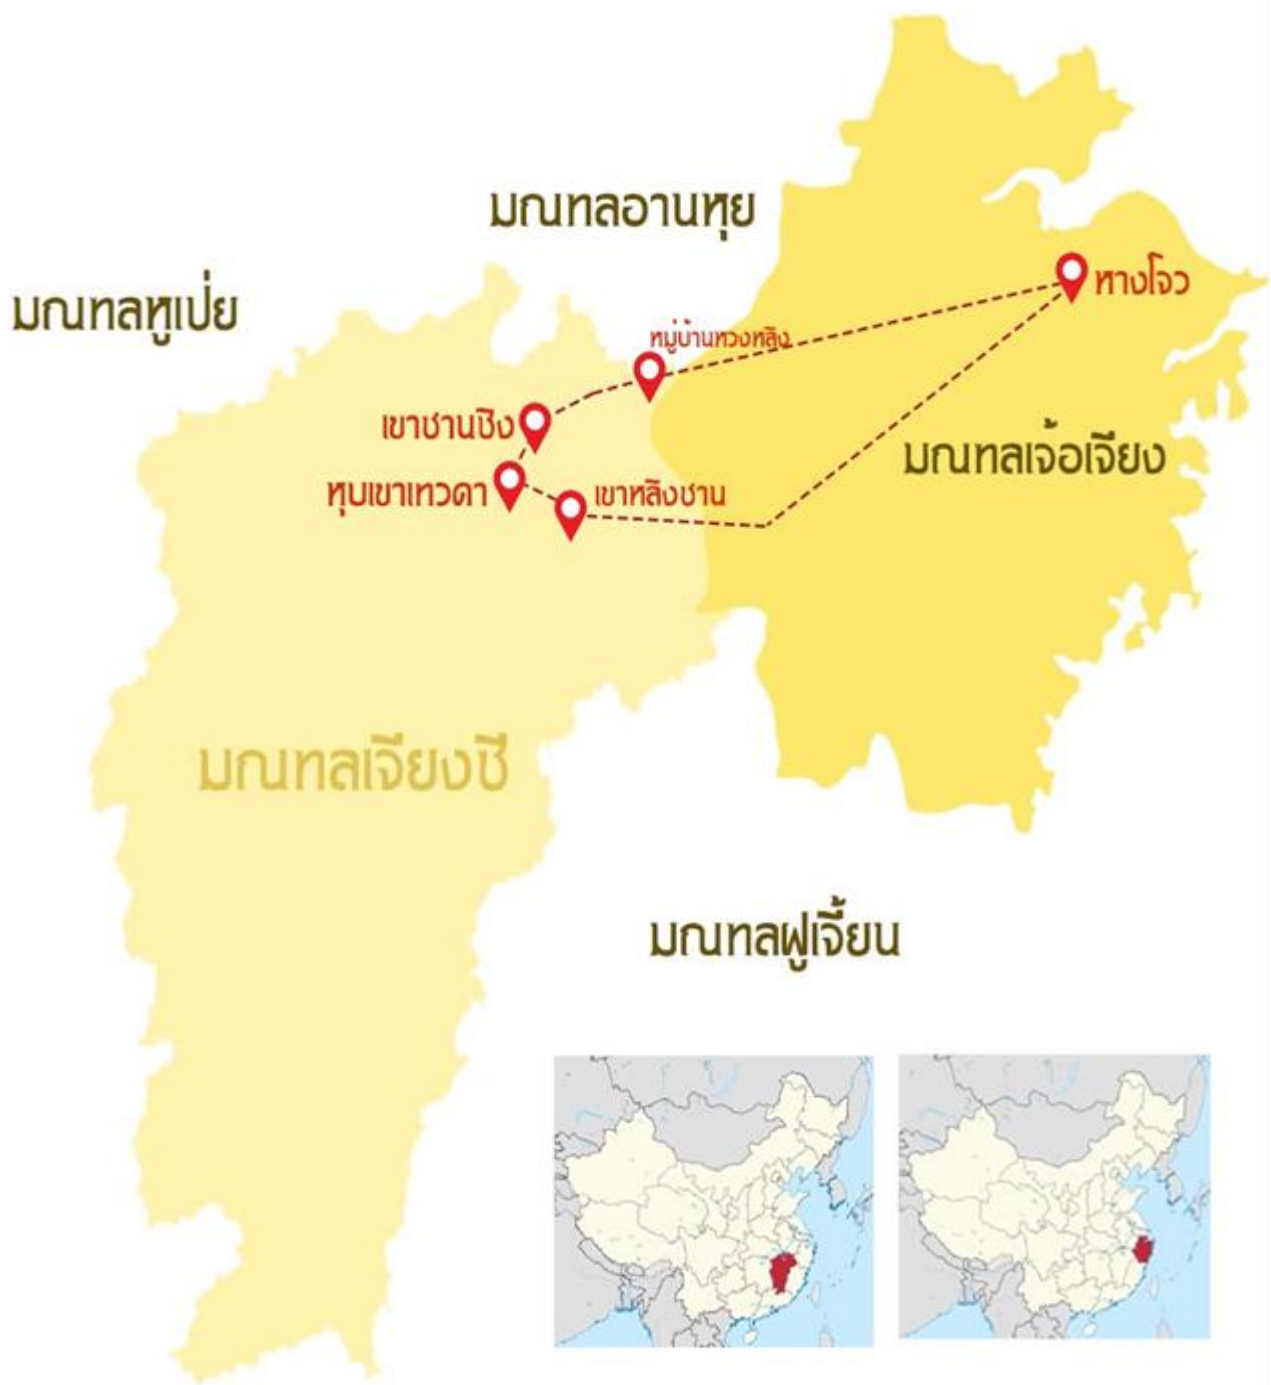 มณฑลอานหุย
มณฑลหูเป่ย
หางโจว
หมู่บ้านหวงหลิง
เขาซานชิง
มณฑลเจ้อเจียง
หุบเขาเทวดา
เขาหลิงซาน
มณฑลเจียงซี
มณฑลฝูเจี้ยน